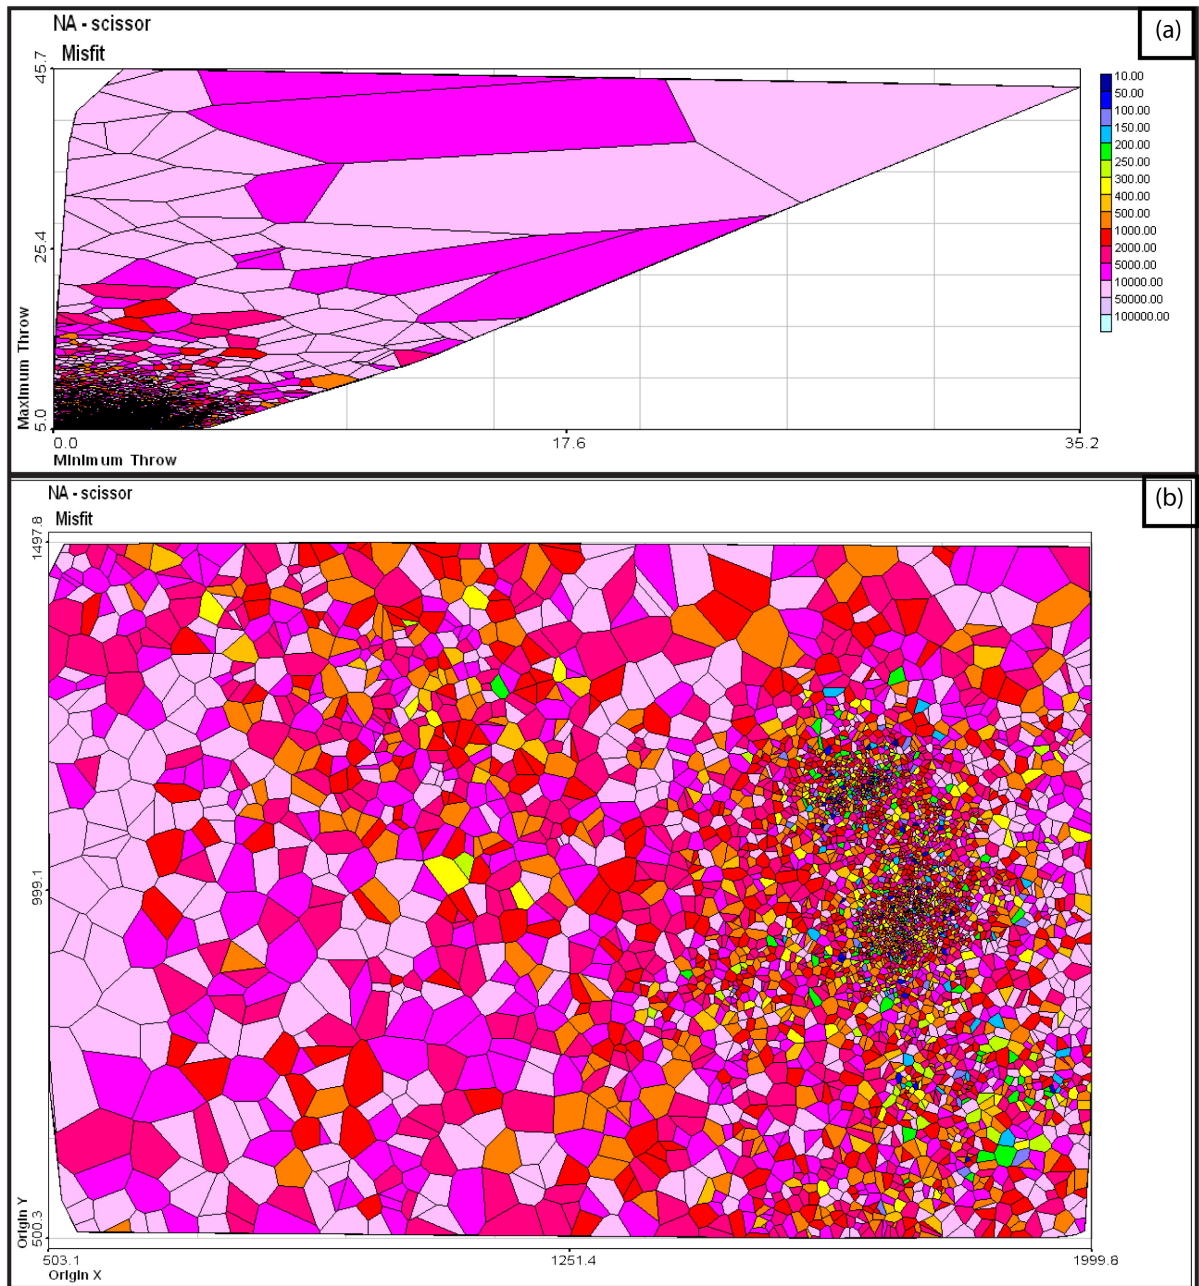 NA - scissor
(a)
Misfit
45.7
25.4
5.0
Maximum Throw
0.0
17.6
35.2
Minimum Throw
10.00
50.00
100.00
150.00
200.00
250.00
300.00
400.00
500.00
1000.00
2000.00
5000.00
10000.00
50000.00
100000.00
NA - scissor
(b)
Misfit
1497.8
999.1
500.3
Origin Y
503.1
1251.4
1999.8
Origin X